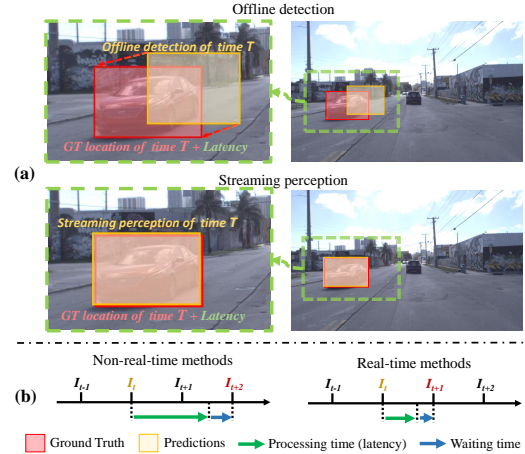 Offline detection
Offline detection of time T
GT location of time T + Latency
(a)
Streaming perception
Streaming perception of time T
GT location of time T + Latency
Non-real-time methods
Real-time methods
(b)
I_{t-1} I_t I_{t+1} I_{t+2}
I_{t-1} I_t I_{t+1} I_{t+2}
Ground Truth Predictions Processing time (latency) Waiting time